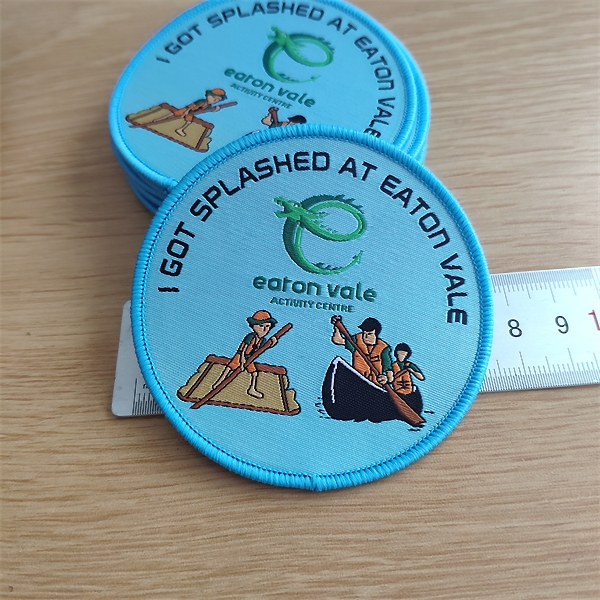 I GOT SPLASHED AT EATON VALE
eaton vale
ACTIVITY CENTRE
I GOT SPLASHED AT EATON VALE
eaton vale
ACTIVITY CENTRE
8 9 1